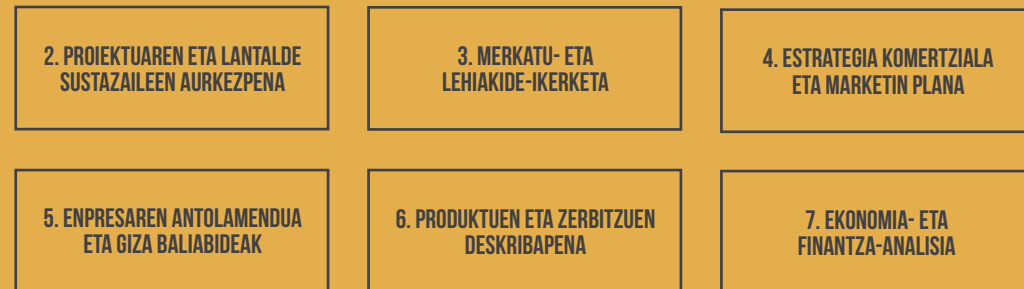 2. PROIEKTUAREN ETA LANTALDE
SUSTATZAILEEN AURKEZPENA
3. MERKATU- ETA
LEHIAKIDE-IKERKETA
4. ESTRATEGIA KOMERTZIALA
ETA MARKETIN PLANA
5. ENPRESAREN ANTOLAMENDUA
ETA GIZA BALIABIDEAK
6. PRODUKTUEN ETA ZERBITZUEN
DESKRIBAPENA
7. EKONOMIA- ETA
FINANTZA-ANALISIA